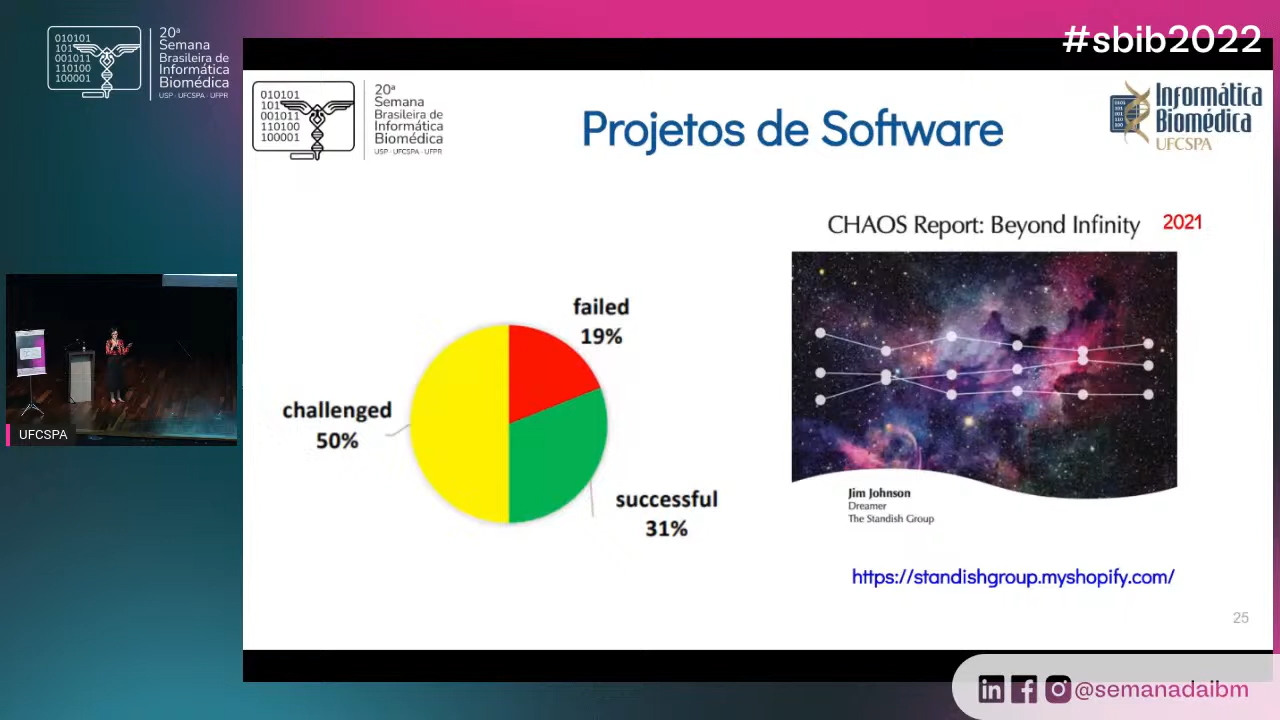 #sbib2022
010101
101
001011
110100
100001
20ª
Semana
Brasileira de
Informática
Biomédica
USP · UFCSPA · UFPR
010101
101
001011
110100
100001
20ª
Semana
Brasileira de
Informática
Biomédica
USP · UFCSPA · UFPR
Projetos de Software
Informática
Biomédica
UFCSPA
CHAOS Report: Beyond Infinity 2021
failed
19%
challenged
50%
successful
31%
Jim Johnson
Dreamer
The Standish Group
https://standishgroup.myshopify.com/
25
UFCSPA
@semanadaibm